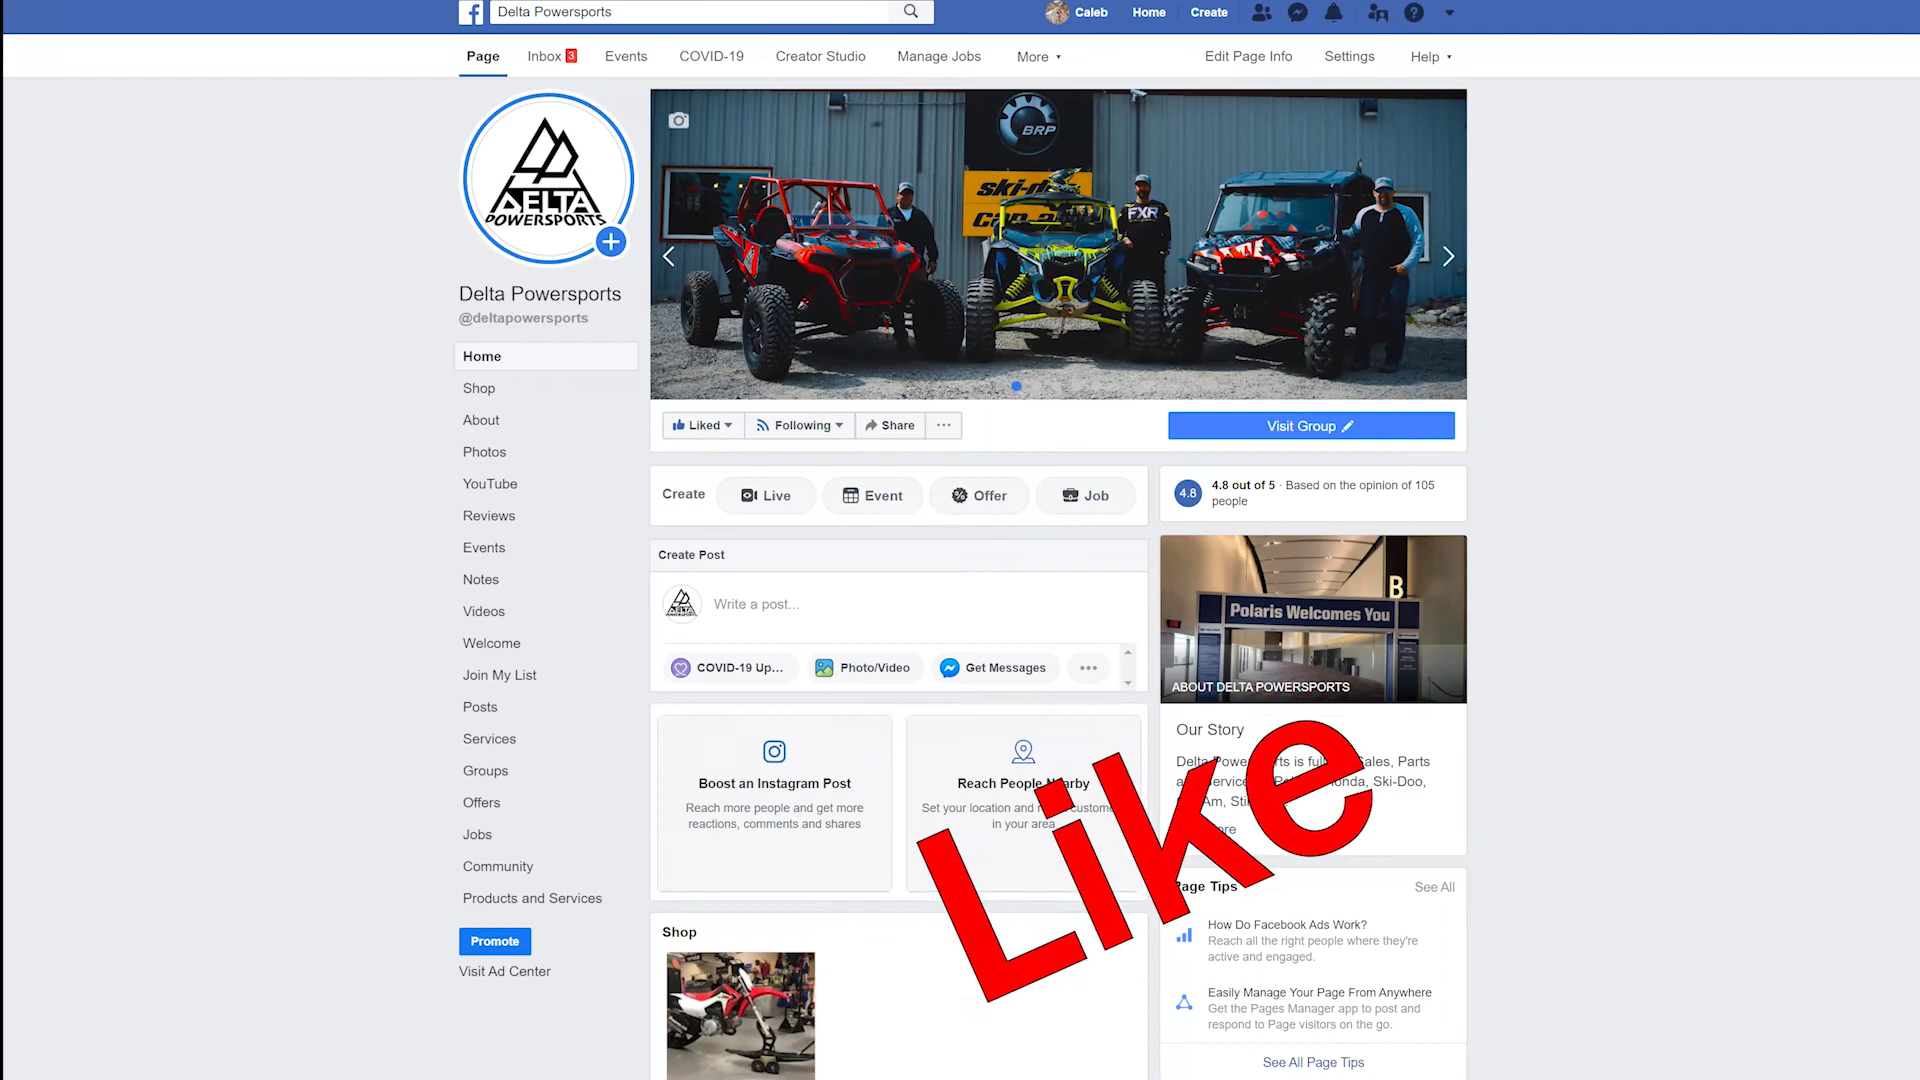 Delta Powersports
Caleb
Home
Create
Page
Inbox 3
Events
COVID-19
Creator Studio
Manage Jobs
More
Edit Page Info
Settings
Help
DELTA
POWERSPORTS
Delta Powersports
@deltapowersports
Home
Shop
About
Photos
YouTube
Reviews
Events
Notes
Videos
Welcome
Join My List
Posts
Services
Groups
Offers
Jobs
Community
Products and Services
Promote
Visit Ad Center
BRP
FXR
Liked
Following
Share
Visit Group
Create
Live
Event
Offer
Job
Create Post
DELTA
POWERSPORTS
Write a post...
COVID-19 Up...
Photo/Video
Get Messages
Boost an Instagram Post
Reach more people and get more
reactions, comments and shares
Reach People
Set your location and
in your area
Shop
4.8
4.8 out of 5 · Based on the opinion of 105
people
B
Polaris Welcomes You
ABOUT DELTA POWERSPORTS
Our Story
Delta is Sales, Parts
Ski-Doo,
Like
Page Tips
See All
How Do Facebook Ads Work?
Reach all the right people where they're
active and engaged.
Easily Manage Your Page From Anywhere
Get the Pages Manager app to post and
respond to Page visitors on the go.
See All Page Tips